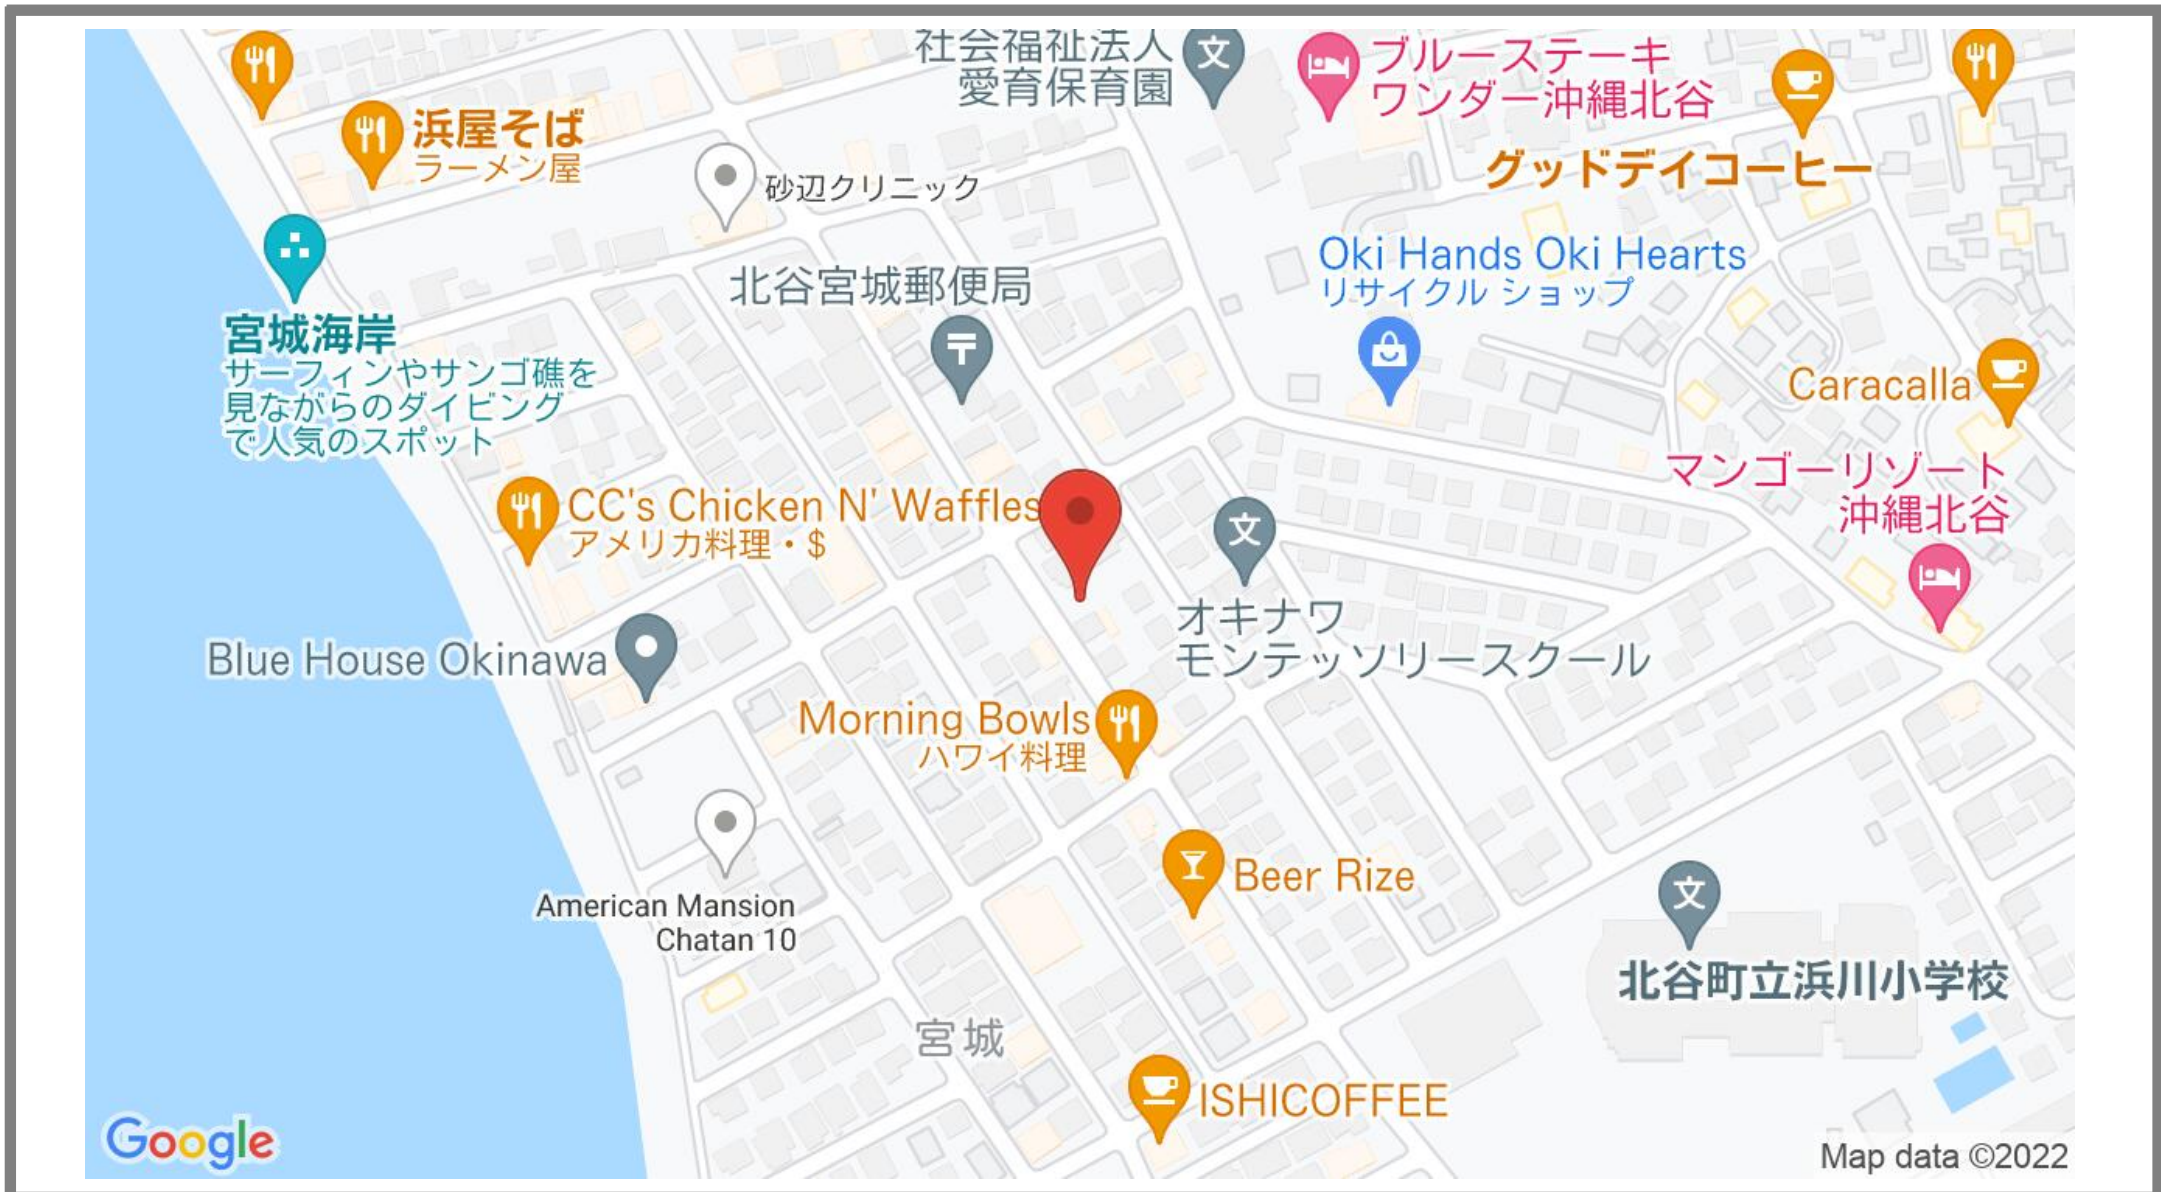 社会福祉法人
愛育保育園
文
ブルーステーキ
ワンダー沖縄北谷
浜屋そば
ラーメン屋
グッドデイコーヒー
砂辺クリニック
Oki Hands Oki Hearts
リサイクル ショップ
北谷宮城郵便局
〒
宮城海岸
サーフィンやサンゴ礁を
見ながらのダイビング
で人気のスポット
Caracalla
マンゴーリゾート
沖縄北谷
CC's Chicken N' Waffles
アメリカ料理・$
文
オキナワ
モンテッソリースクール
Blue House Okinawa
Morning Bowls
ハワイ料理
Beer Rize
American Mansion
Chatan 10
文
北谷町立浜川小学校
宮城
ISHICOFFEE
Google
Map data ©2022